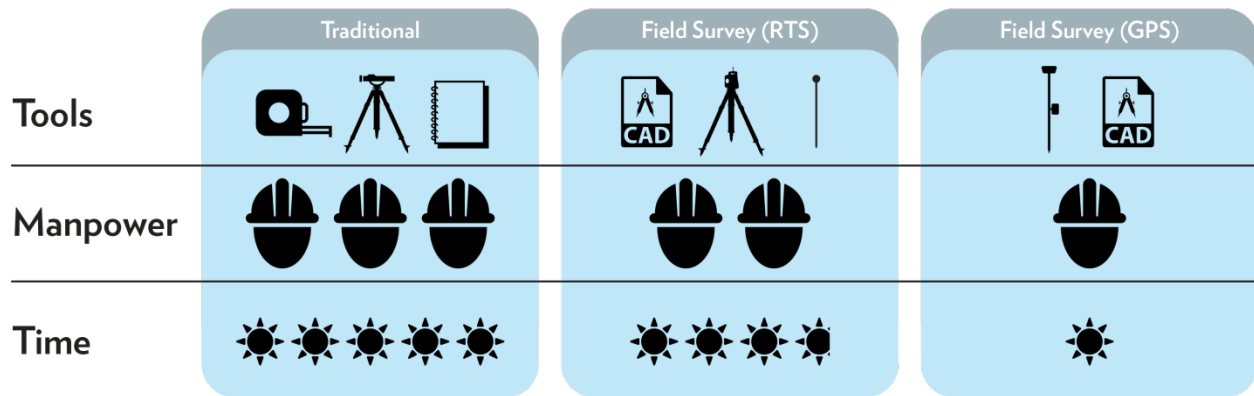 Traditional
Field Survey (RTS)
Field Survey (GPS)
Tools
CAD
CAD
Manpower
Time